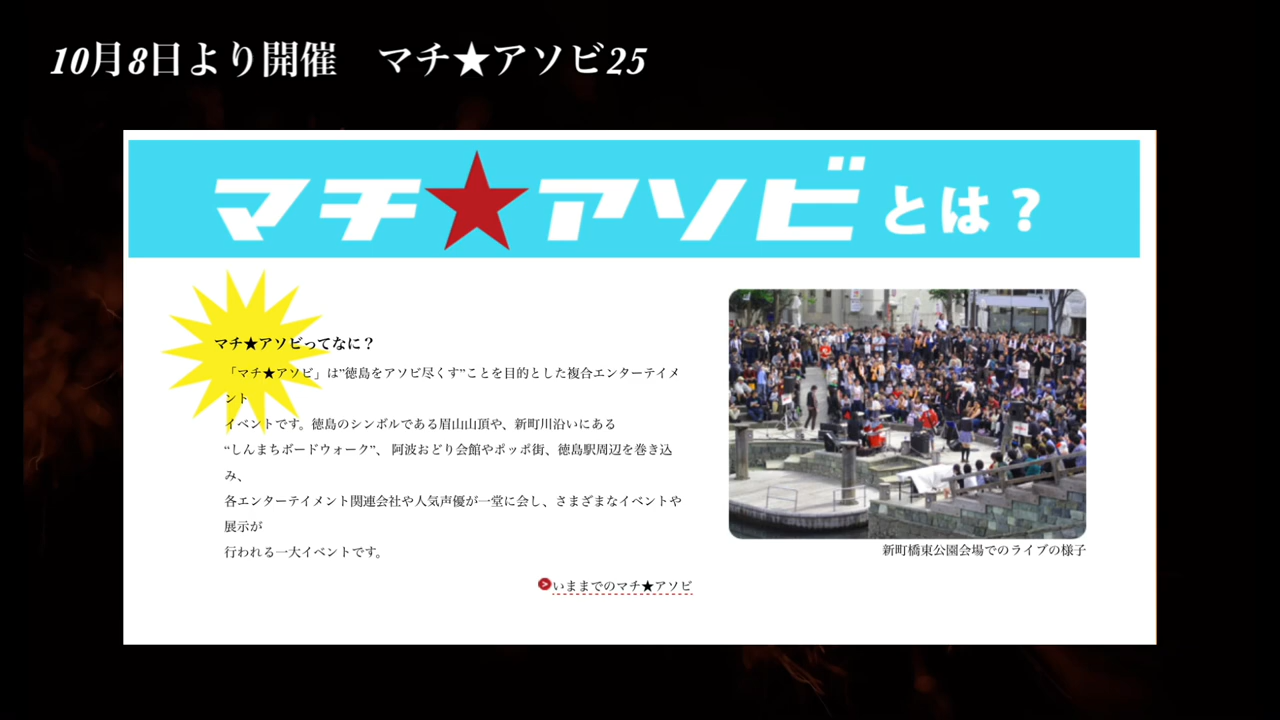 10月8日より開催　マチ★アソビ25
マチ★アソビとは？
マチ★アソビってなに？
「マチ★アソビ」は”徳島をアソビ尽くす”ことを目的とした複合エンターテイメ
ント
イベントです。徳島のシンボルである眉山山頂や、新町川沿いにある
“しんまちボードウォーク”、 阿波おどり会館やポッポ街、徳島駅周辺を巻き込
み、
各エンターテイメント関連会社や人気声優が一堂に会し、さまざまなイベントや
展示が
行われる一大イベントです。
新町橋東公園会場でのライブの様子
いままでのマチ★アソビ